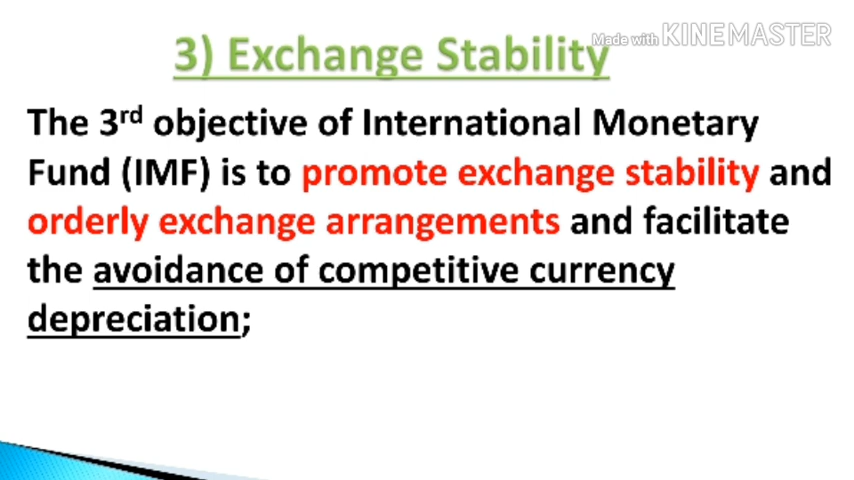 Made with KINEMASTER
3) Exchange Stability
The 3rd objective of International Monetary
Fund (IMF) is to promote exchange stability and
orderly exchange arrangements and facilitate
the avoidance of competitive currency
depreciation;